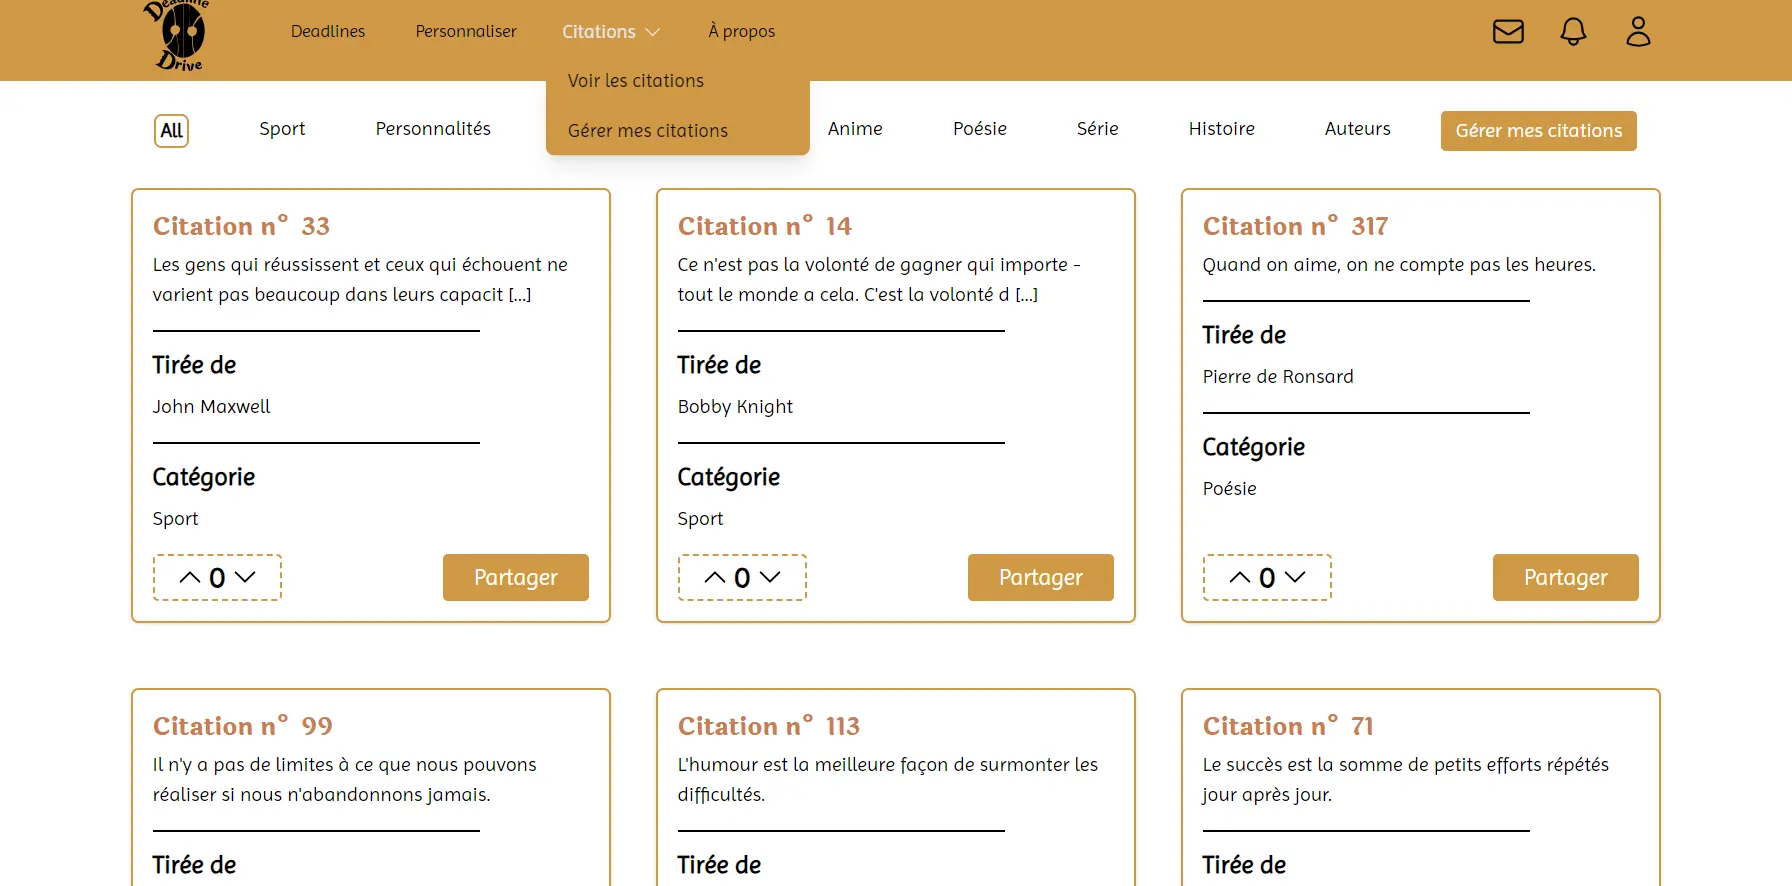 Deadline
Drive
Deadlines
Personnaliser
Citations
À propos
Voir les citations
Gérer mes citations
All
Sport
Personnalités
Anime
Poésie
Série
Histoire
Auteurs
Gérer mes citations
Citation n° 33
Les gens qui réussissent et ceux qui échouent ne
varient pas beaucoup dans leurs capacit [...]
Tirée de
John Maxwell
Catégorie
Sport
0
Partager
Citation n° 14
Ce n'est pas la volonté de gagner qui importe -
tout le monde a cela. C'est la volonté d [...]
Tirée de
Bobby Knight
Catégorie
Sport
0
Partager
Citation n° 317
Quand on aime, on ne compte pas les heures.
Tirée de
Pierre de Ronsard
Catégorie
Poésie
0
Partager
Citation n° 99
Il n'y a pas de limites à ce que nous pouvons
réaliser si nous n'abandonnons jamais.
Tirée de
Citation n° 113
L'humour est la meilleure façon de surmonter les
difficultés.
Tirée de
Citation n° 71
Le succès est la somme de petits efforts répétés
jour après jour.
Tirée de